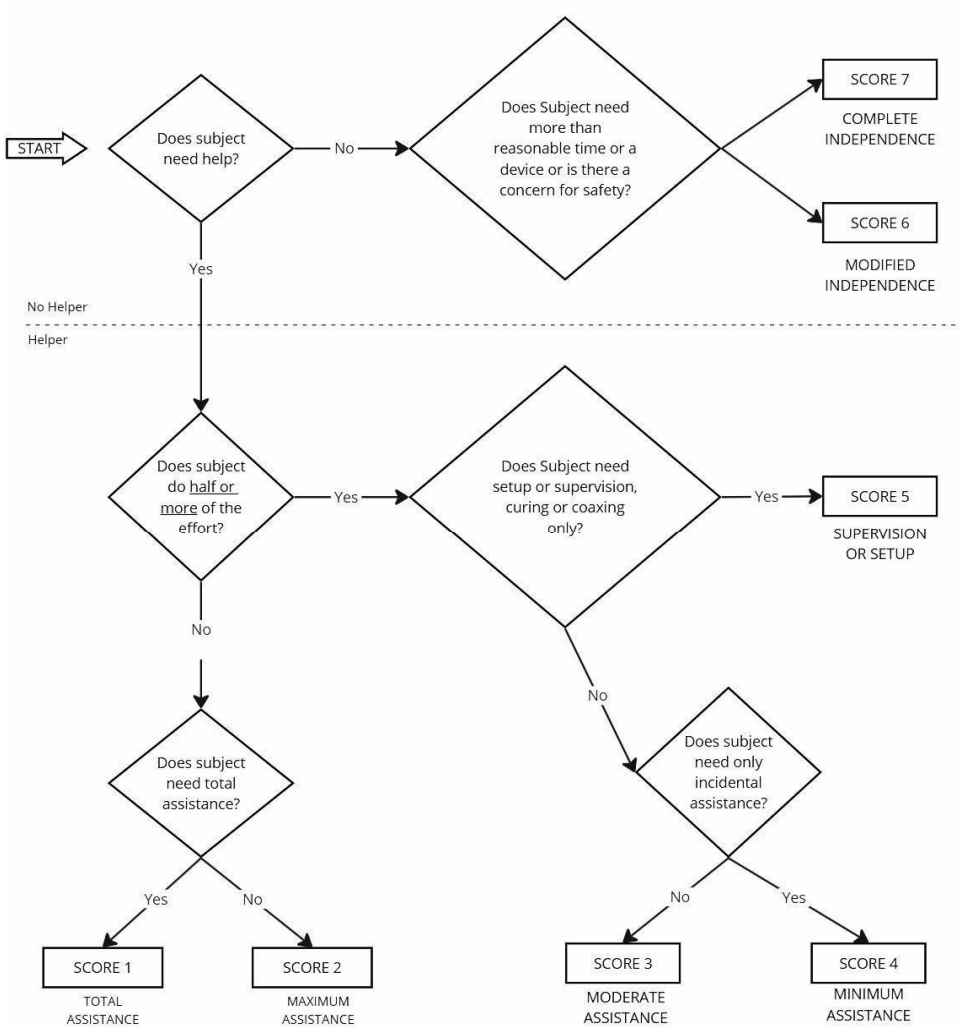 START
Does subject
need help?
No
Does Subject need
more than
reasonable time or a
device or is there a
concern for safety?
SCORE 7
COMPLETE
INDEPENDENCE
SCORE 6
MODIFIED
INDEPENDENCE
Yes
No Helper
Helper
Does subject
do half or
more of the
effort?
Yes
Does Subject need
setup or supervision,
curing or coaxing
only?
Yes
SCORE 5
SUPERVISION
OR SETUP
No
No
Does subject
need total
assistance?
Does subject
need only
incidental
assistance?
Yes
No
No
Yes
SCORE 1
TOTAL
ASSISTANCE
SCORE 2
MAXIMUM
ASSISTANCE
SCORE 3
MODERATE
ASSISTANCE
SCORE 4
MINIMUM
ASSISTANCE